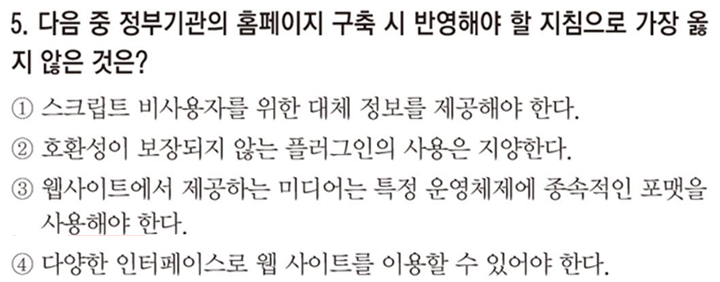 5. 다음 중 정부기관의 홈페이지 구축 시 반영해야 할 지침으로 가장 옳
지 않은 것은?
① 스크립트 비사용자를 위한 대체 정보를 제공해야 한다.
② 호환성이 보장되지 않는 플러그인의 사용은 지양한다.
③ 웹사이트에서 제공하는 미디어는 특정 운영체제에 종속적인 포맷을
사용해야 한다.
④ 다양한 인터페이스로 웹 사이트를 이용할 수 있어야 한다.